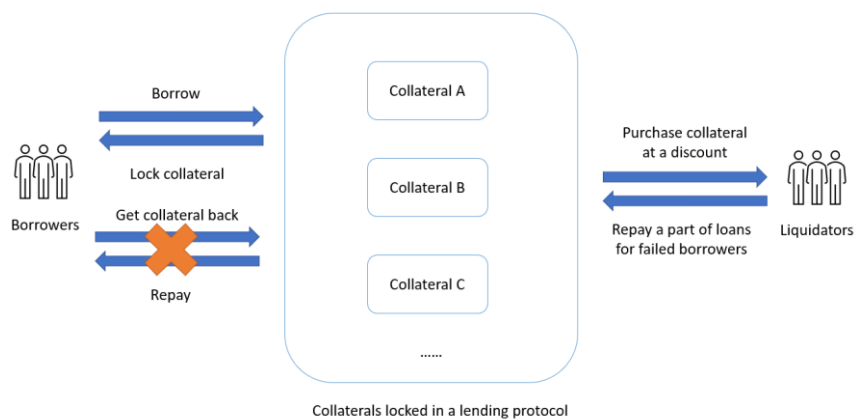 Borrow
Lock collateral
Borrowers
Get collateral back
Repay
Collateral A
Collateral B
Collateral C
......
Purchase collateral
at a discount
Repay a part of loans
for failed borrowers
Liquidators
Collaterals locked in a lending protocol